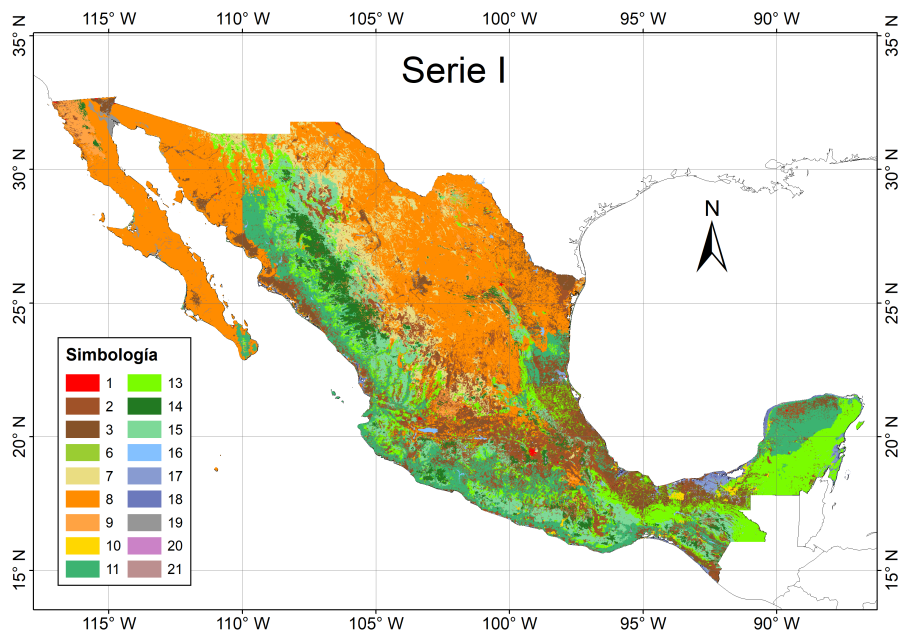 115° W 110° W 105° W 100° W 95° W 90° W
35° N 35° N
Serie I
30° N 30° N
N
25° N 25° N
Simbología
1 13
2 14
3 15
6 16
7 17
8 18
9 19
10 20
11 21
20° N 20° N
15° N 15° N
115° W 110° W 105° W 100° W 95° W 90° W